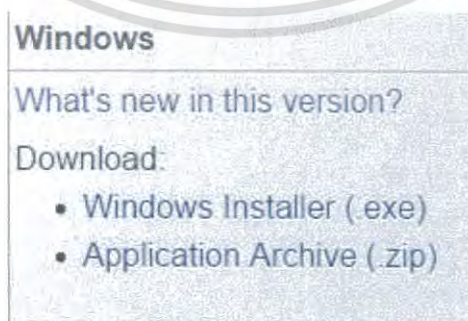 Windows
What's new in this version?
Download:
• Windows Installer (.exe)
• Application Archive (.zip)